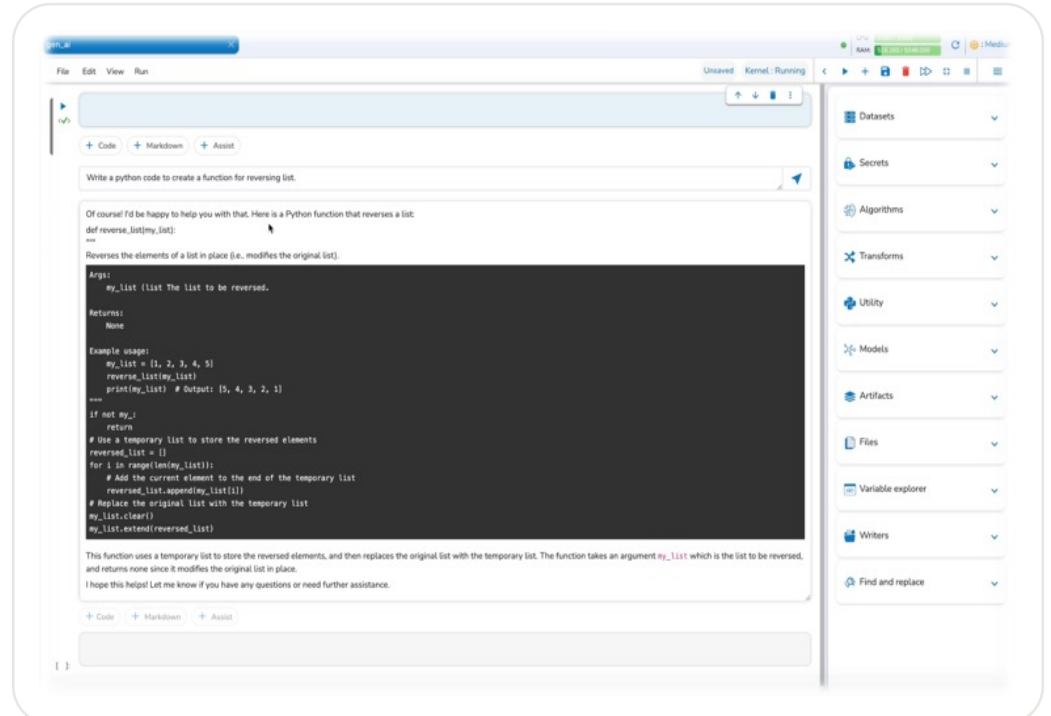 gen_ai ×
RAM:
: Mediu
File Edit View Run
Unsaved Kernel : Running
+ Code + Markdown + Assist
Write a python code to create a function for reversing list.
Of course! I'd be happy to help you with that. Here is a Python function that reverses a list:
def reverse_list(my_list):
"""
Reverses the elements of a list in place (i.e., modifies the original list).
Args:
my_list (list The list to be reversed.
Returns:
None
Example usage:
my_list = [1, 2, 3, 4, 5]
reverse_list(my_list)
print(my_list) # Output: [5, 4, 3, 2, 1]
"""
if not my_:
return
# Use a temporary list to store the reversed elements
reversed_list = []
for i in range(len(my_list)):
# Add the current element to the end of the temporary list
reversed_list.append(my_list[i])
# Replace the original list with the temporary list
my_list.clear()
my_list.extend(reversed_list)
This function uses a temporary list to store the reversed elements, and then replaces the original list with the temporary list. The function takes an argument my_list which is the list to be reversed,
and returns none since it modifies the original list in place.
I hope this helps! Let me know if you have any questions or need further assistance.
+ Code + Markdown + Assist
[ ]
Datasets
Secrets
Algorithms
Transforms
Utility
Models
Artifacts
Files
Variable explorer
Writers
Find and replace